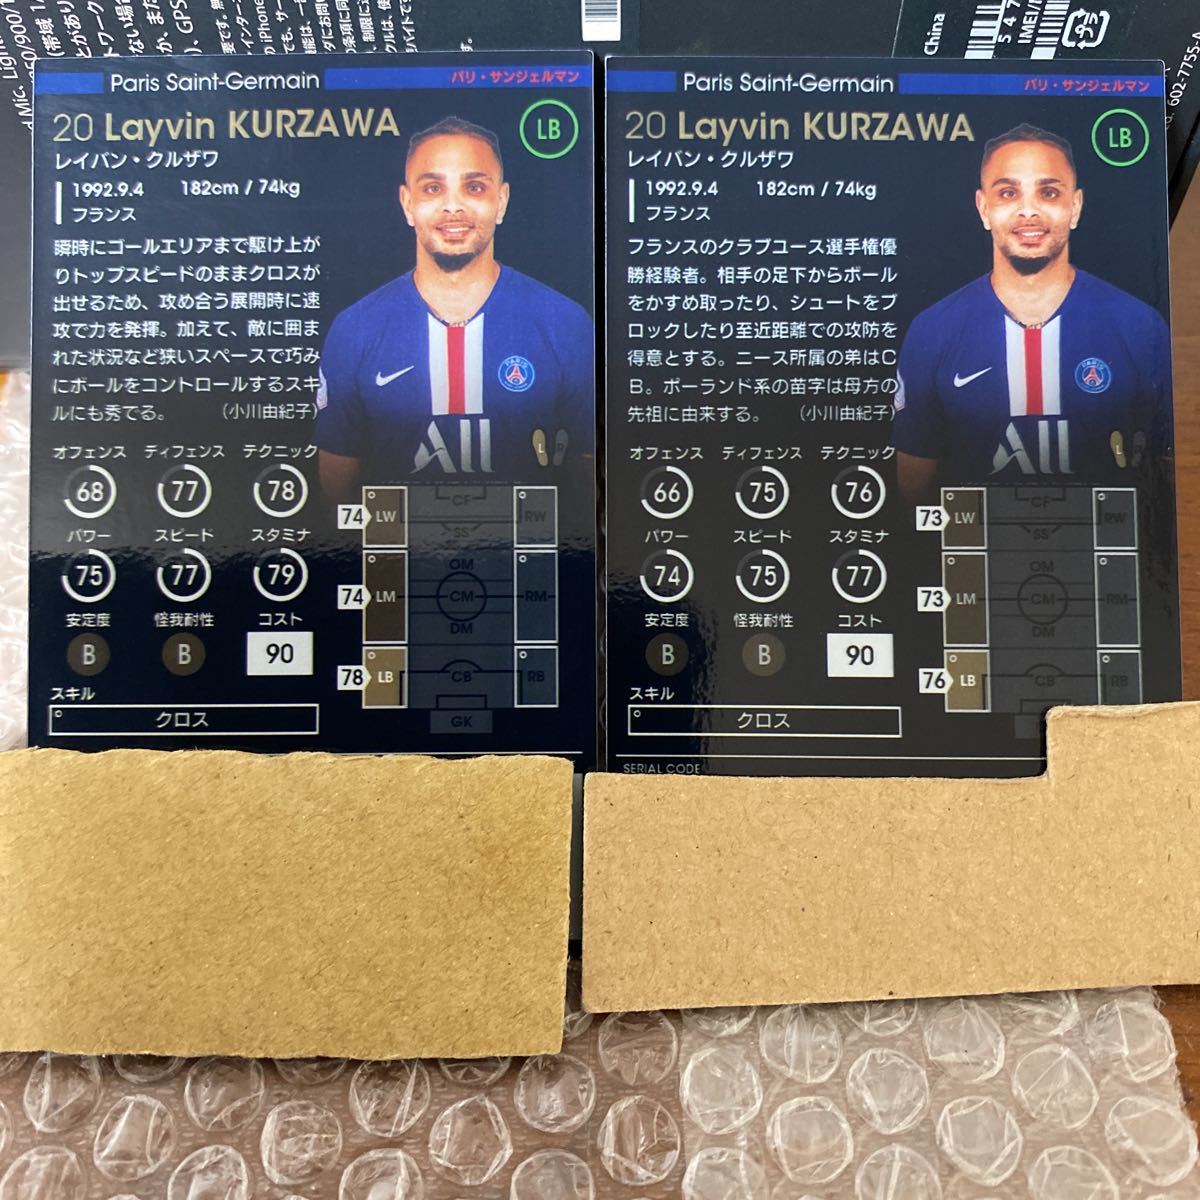 China
602-7755-A
Paris Saint-Germain
パリ・サンジェルマン
20 Layvin KURZAWA
LB
レイバン・クルザワ
1992.9.4 182cm / 74kg
フランス
瞬時にゴールエリアまで駆け上が
りトップスピードのままクロスが
出せるため、攻め合う展開時に速
攻で力を発揮。加えて、敵に囲ま
れた状況など狭いスペースで巧み
にボールをコントロールするスキ
ルにも秀でる。 （小川由紀子）
オフェンス ディフェンス テクニック
68 77 78
パワー スピード スタミナ
75 77 79
安定度 怪我耐性 コスト
B B 90
スキル
クロス
L
CF
74 LW RW
SS
OM
74 LM CM RM
DM
78 LB CB RB
GK
Paris Saint-Germain
パリ・サンジェルマン
20 Layvin KURZAWA
LB
レイバン・クルザワ
1992.9.4 182cm / 74kg
フランス
フランスのクラブユース選手権優
勝経験者。相手の足下からボール
をかすめ取ったり、シュートをブ
ロックしたり至近距離での攻防を
得意とする。ニース所属の弟はC
B。ポーランド系の苗字は母方の
先祖に由来する。 （小川由紀子）
オフェンス ディフェンス テクニック
66 75 76
パワー スピード スタミナ
74 75 77
安定度 怪我耐性 コスト
B B 90
スキル
クロス
SERIAL CODE
L
CF
73 LW RW
SS
OM
73 LM CM RM
DM
76 LB CB RB